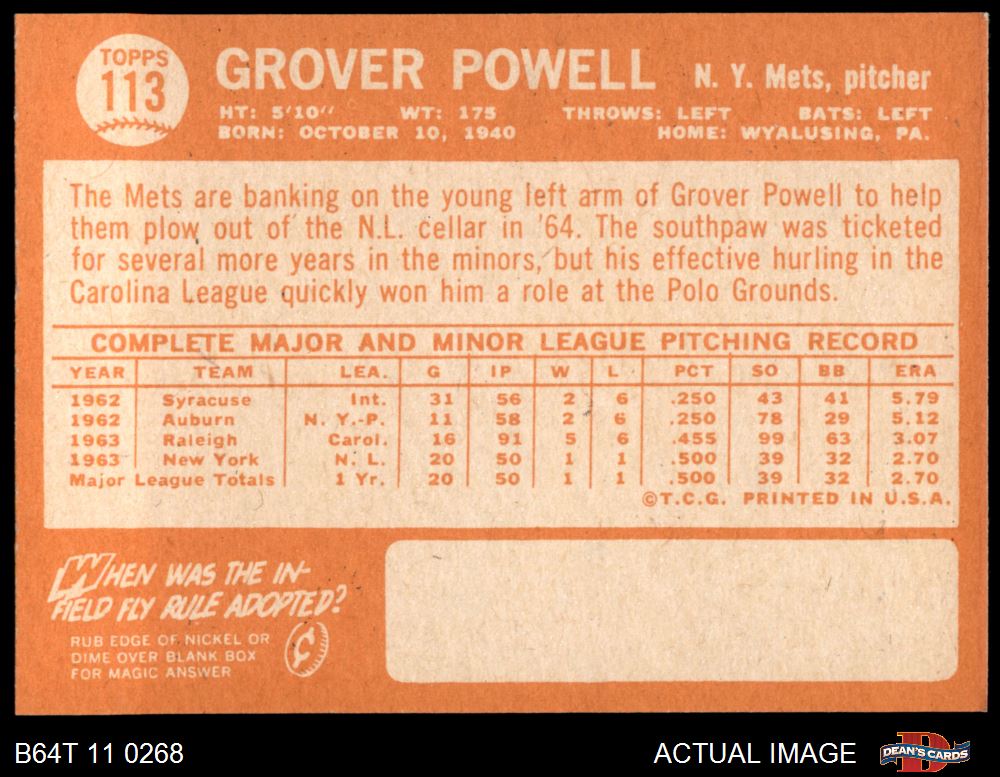 TOPPS
113
GROVER POWELL N. Y. Mets, pitcher
HT: 5'10" WT: 175 THROWS: LEFT BATS: LEFT
BORN: OCTOBER 10, 1940 HOME: WYALUSING, PA.
The Mets are banking on the young left arm of Grover Powell to help
them plow out of the N.L. cellar in '64. The southpaw was ticketed
for several more years in the minors, but his effective hurling in the
Carolina League quickly won him a role at the Polo Grounds.
COMPLETE MAJOR AND MINOR LEAGUE PITCHING RECORD
YEAR TEAM LEA. G IP W L PCT SO BB ERA
1962 Syracuse Int. 31 56 2 6 .250 43 41 5.79
1962 Auburn N. Y.-P. 11 58 2 6 .250 78 29 5.12
1963 Raleigh Carol. 16 91 5 6 .455 99 63 3.07
1963 New York N. L. 20 50 1 1 .500 39 32 2.70
Major League Totals 1 Yr. 20 50 1 1 .500 39 32 2.70
©T.C.G. PRINTED IN U.S.A.
WHEN WAS THE IN-
FIELD FLY RULE ADOPTED?
RUB EDGE OF NICKEL OR
DIME OVER BLANK BOX
FOR MAGIC ANSWER
¢
B64T 11 0268 ACTUAL IMAGE D DEAN'S CARDS